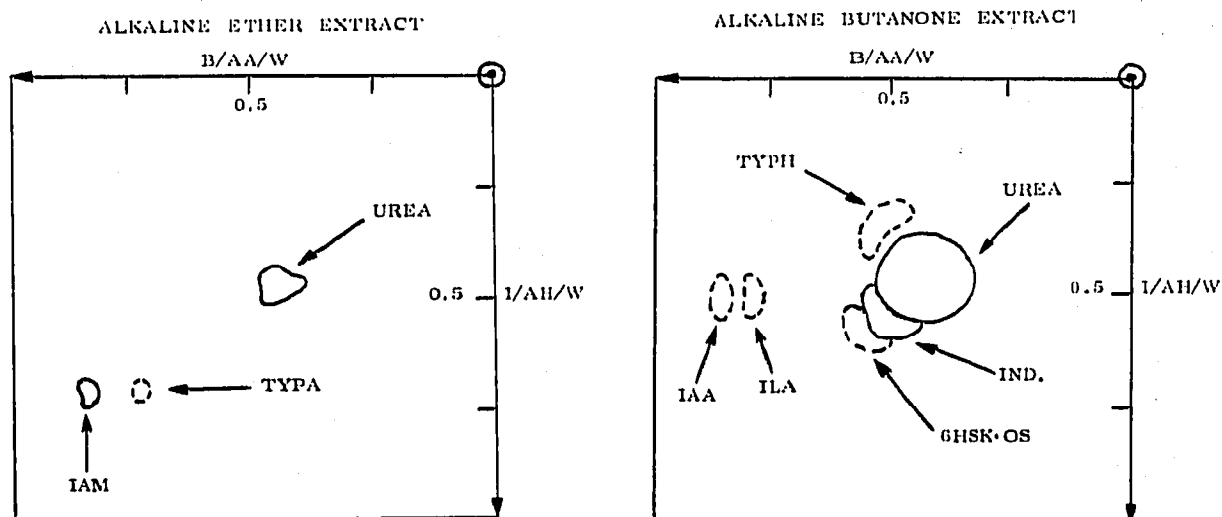 ALKALINE ETHER EXTRACT
B/AA/W
0.5
UREA
0.5
I/AH/W
TYPA
IAM
ALKALINE BUTANONE EXTRACT
B/AA/W
0.5
TYPH
UREA
0.5
I/AH/W
IAA
ILA
IND.
6HSK·OS